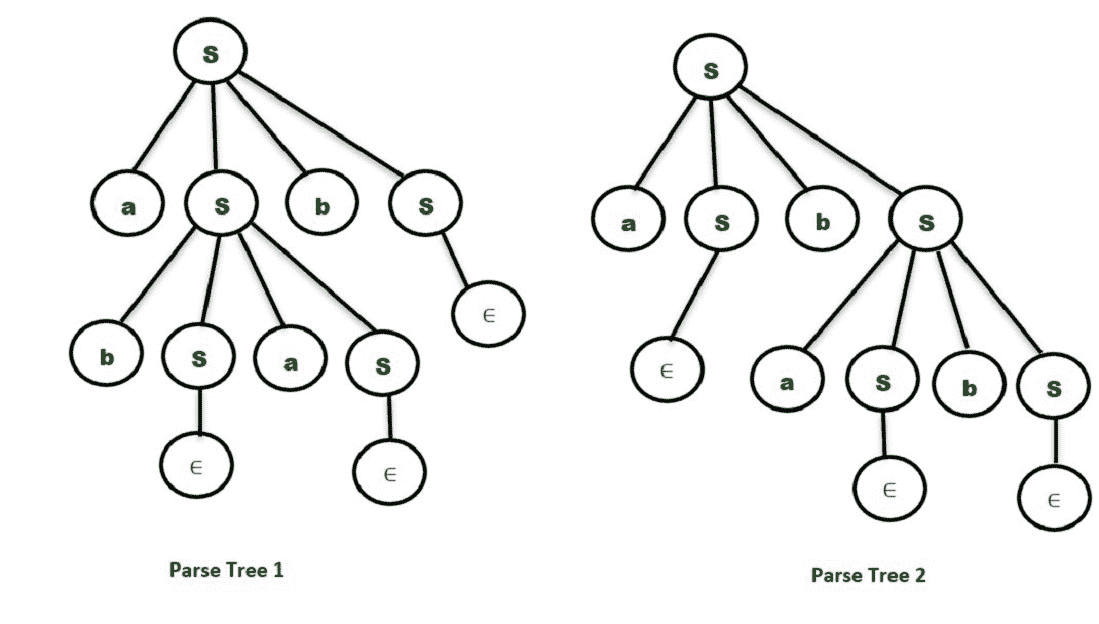 S S
a S b S a S b S
b S a S ∈ ∈ a S b S
∈ ∈ ∈ ∈
Parse Tree 1 Parse Tree 2